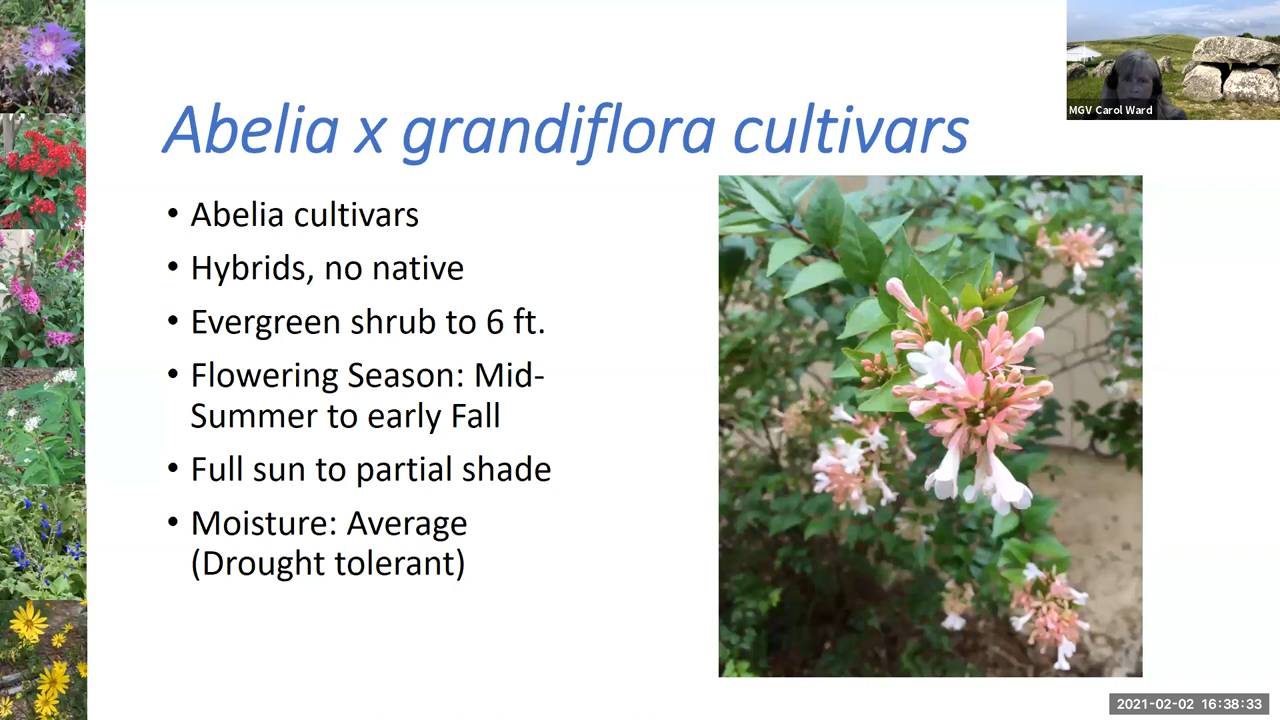 MGV Carol Ward
Abelia x grandiflora cultivars
• Abelia cultivars
• Hybrids, no native
• Evergreen shrub to 6 ft.
• Flowering Season: Mid-
Summer to early Fall
• Full sun to partial shade
• Moisture: Average
(Drought tolerant)
2021-02-02 16:38:33